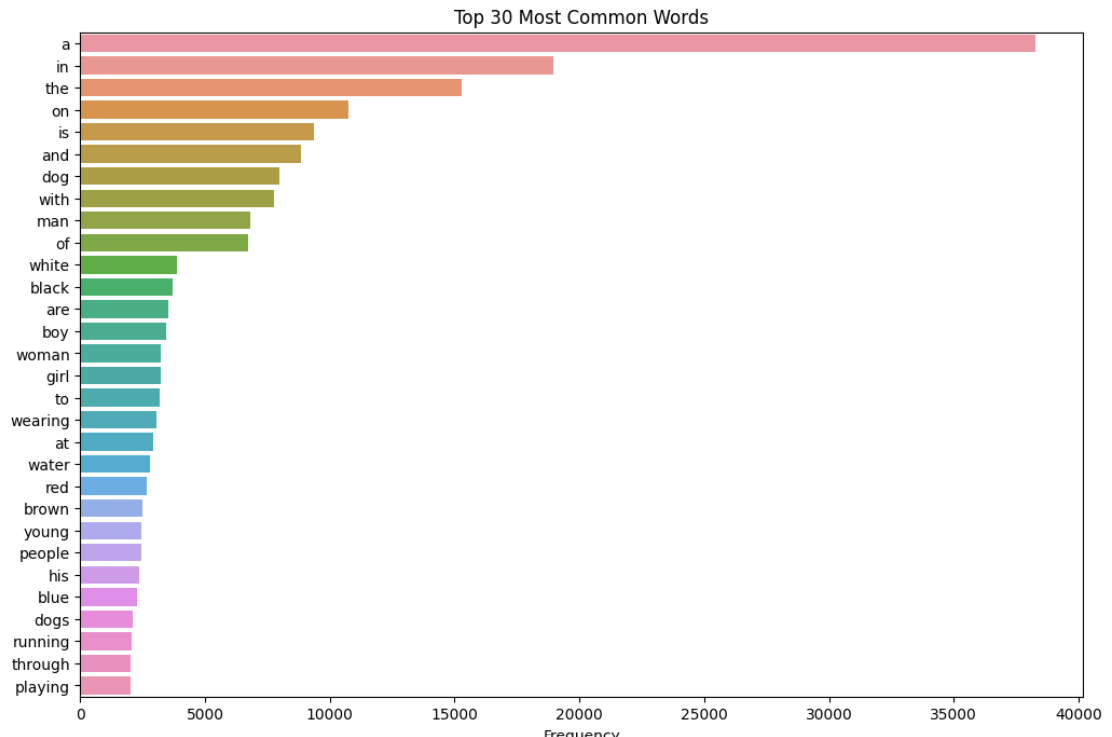 Top 30 Most Common Words
a
in
the
on
is
and
dog
with
man
of
white
black
are
boy
woman
girl
to
wearing
at
water
red
brown
young
people
his
blue
dogs
running
through
playing
0 5000 10000 15000 20000 25000 30000 35000 40000
Frequency